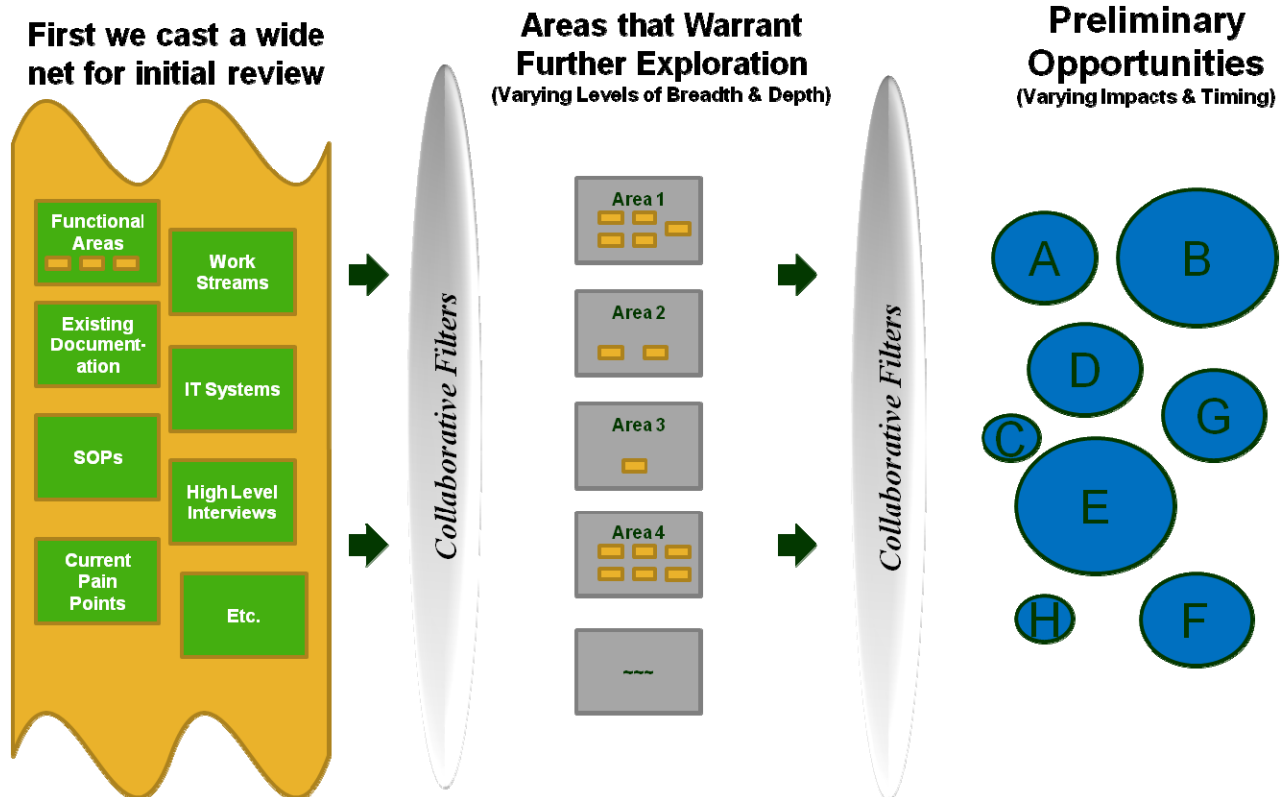 First we cast a wide
net for initial review
Functional
Areas
Work
Streams
Existing
Document-
ation
IT Systems
SOPs
High Level
Interviews
Current
Pain
Points
Etc.
Collaborative Filters
Areas that Warrant
Further Exploration
(Varying Levels of Breadth & Depth)
Area 1
Area 2
Area 3
Area 4
~~~
Collaborative Filters
Preliminary
Opportunities
(Varying Impacts & Timing)
A
B
D
G
C
E
H
F